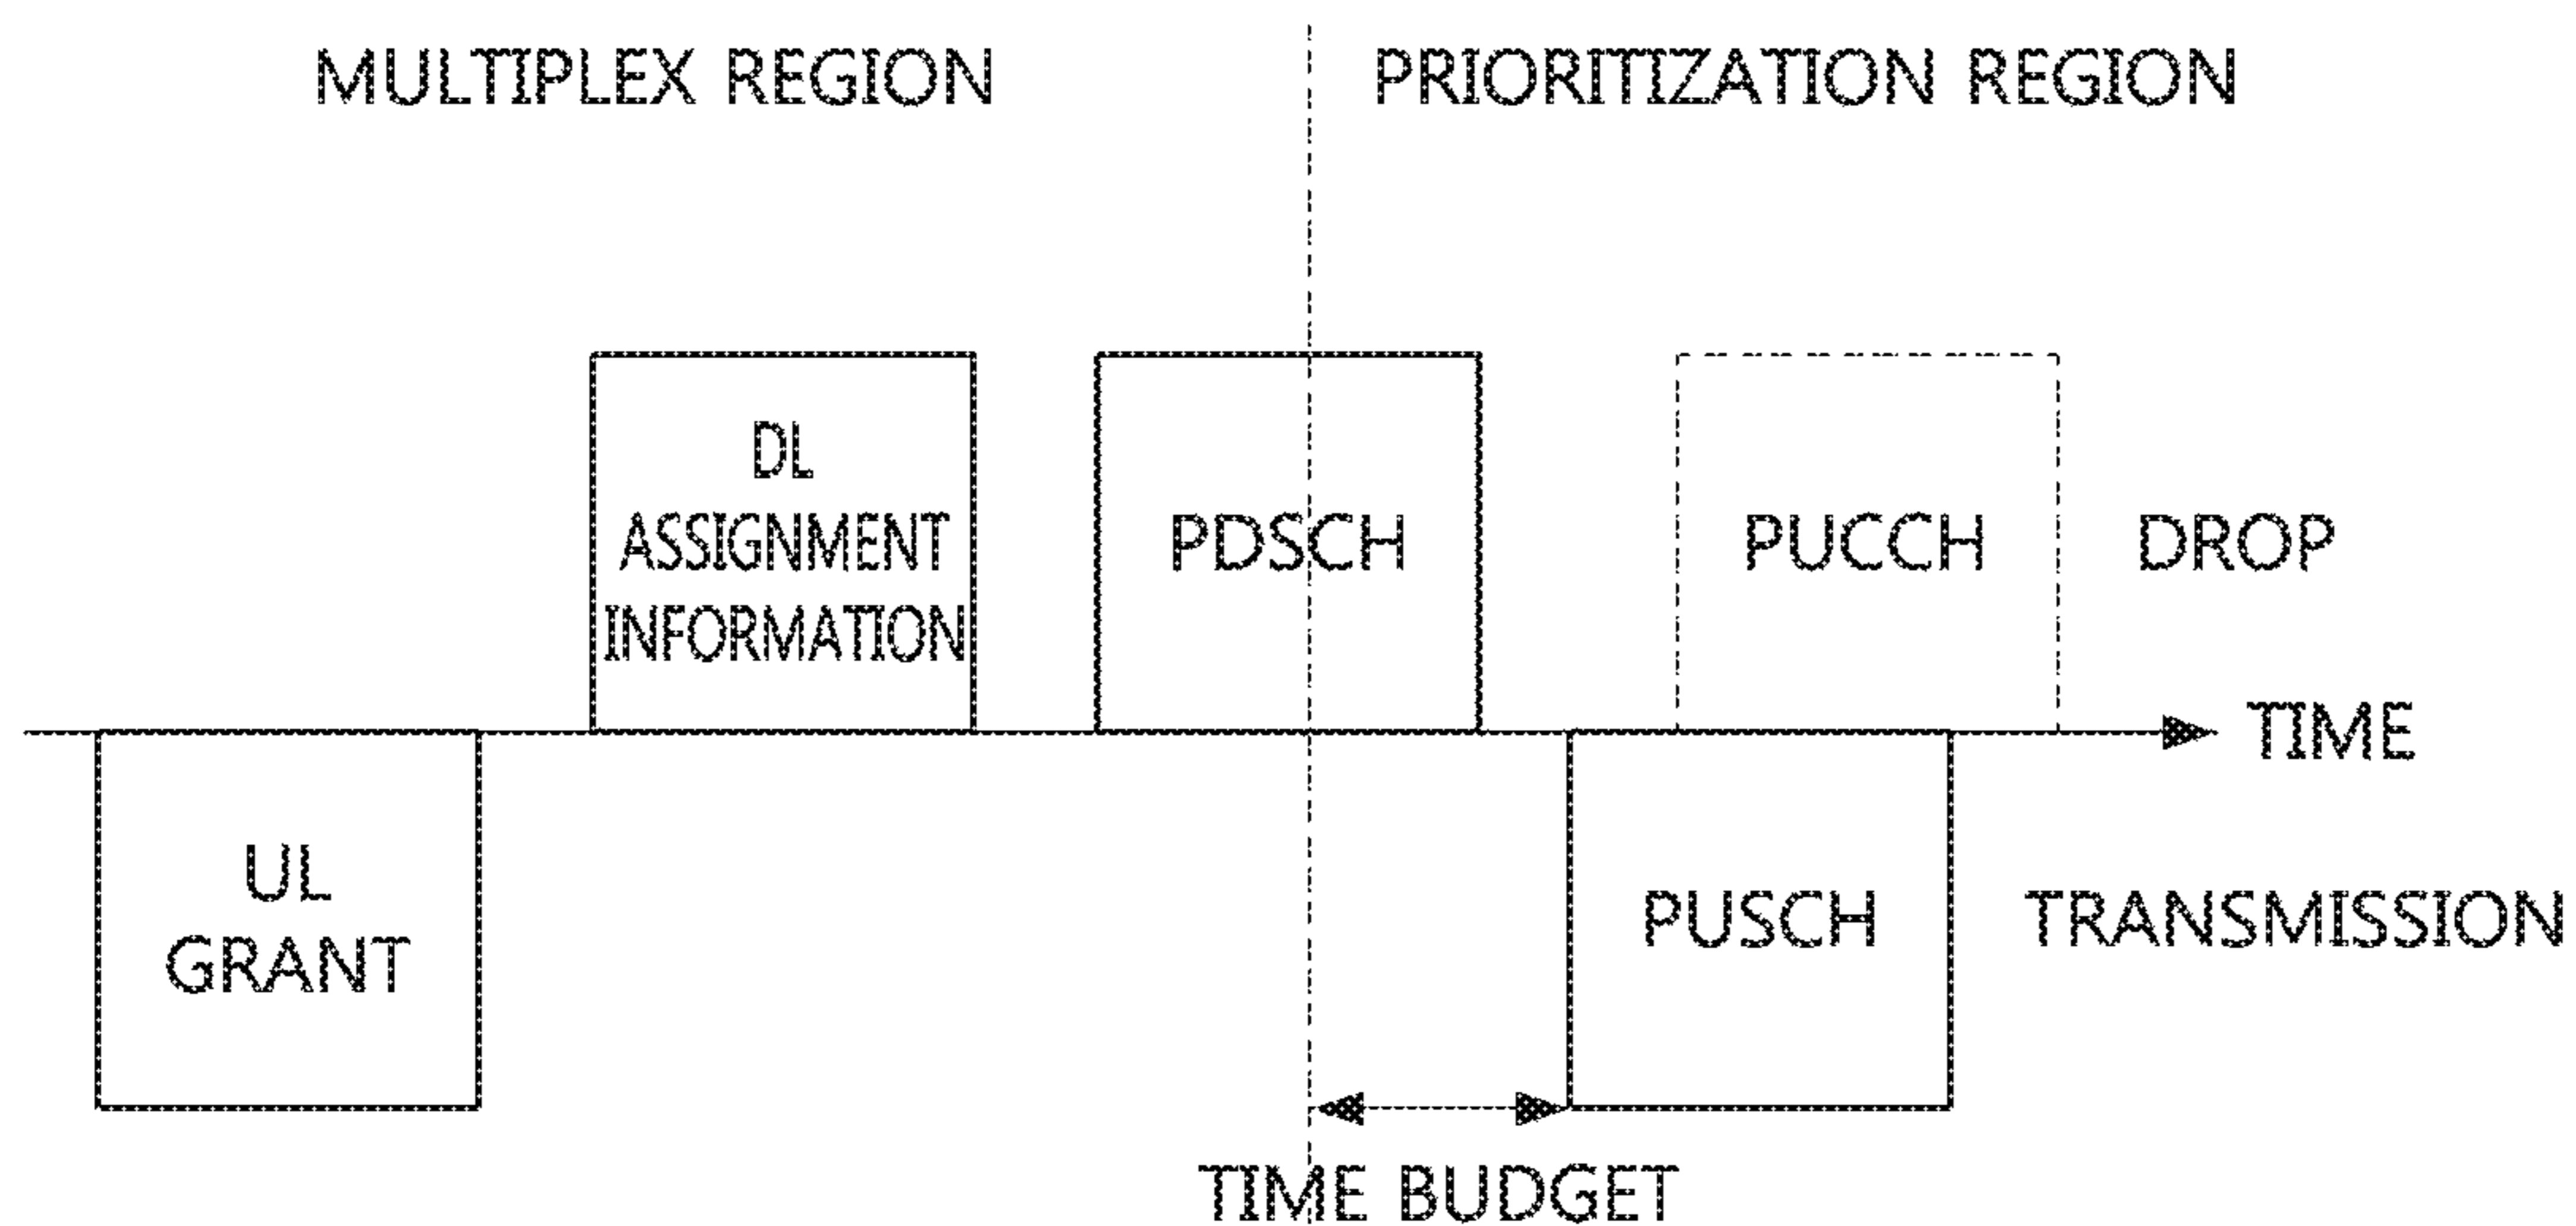 MULTIPLEX REGION
PRIORITIZATION REGION
DL
ASSIGNMENT
INFORMATION
PDSCH
PUCCH
DROP
TIME
UL
GRANT
PUSCH
TRANSMISSION
TIME BUDGET